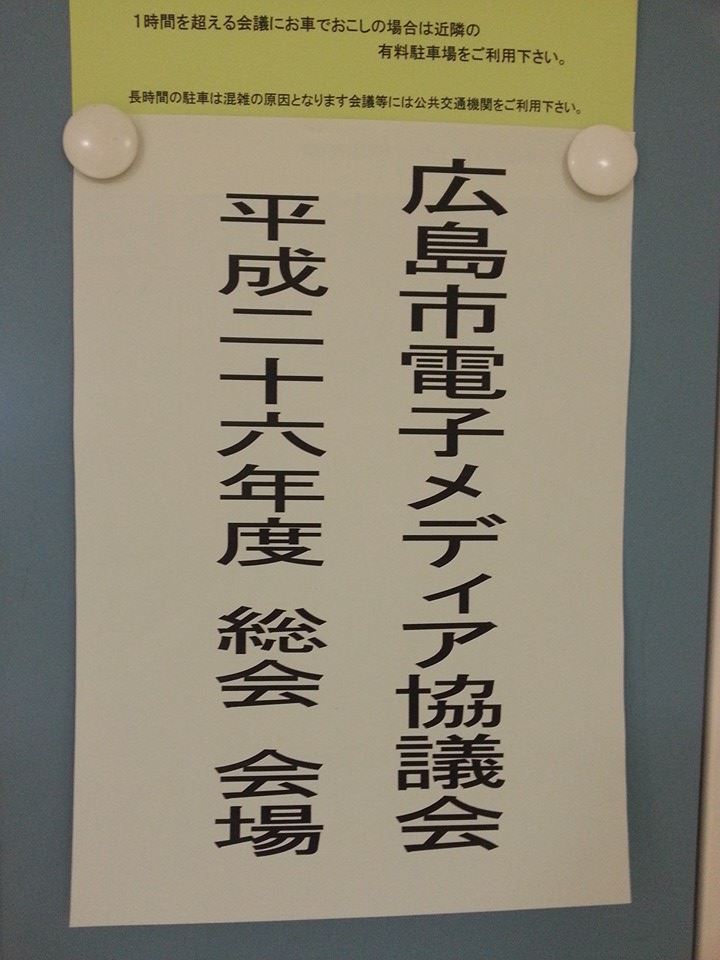 1時間を超える会議にお車でおこしの場合は近隣の
有料駐車場をご利用下さい。
長時間の駐車は混雑の原因となります会議等には公共交通機関をご利用下さい。
広島市電子メディア協議会
平成二十六年度 総会 会場